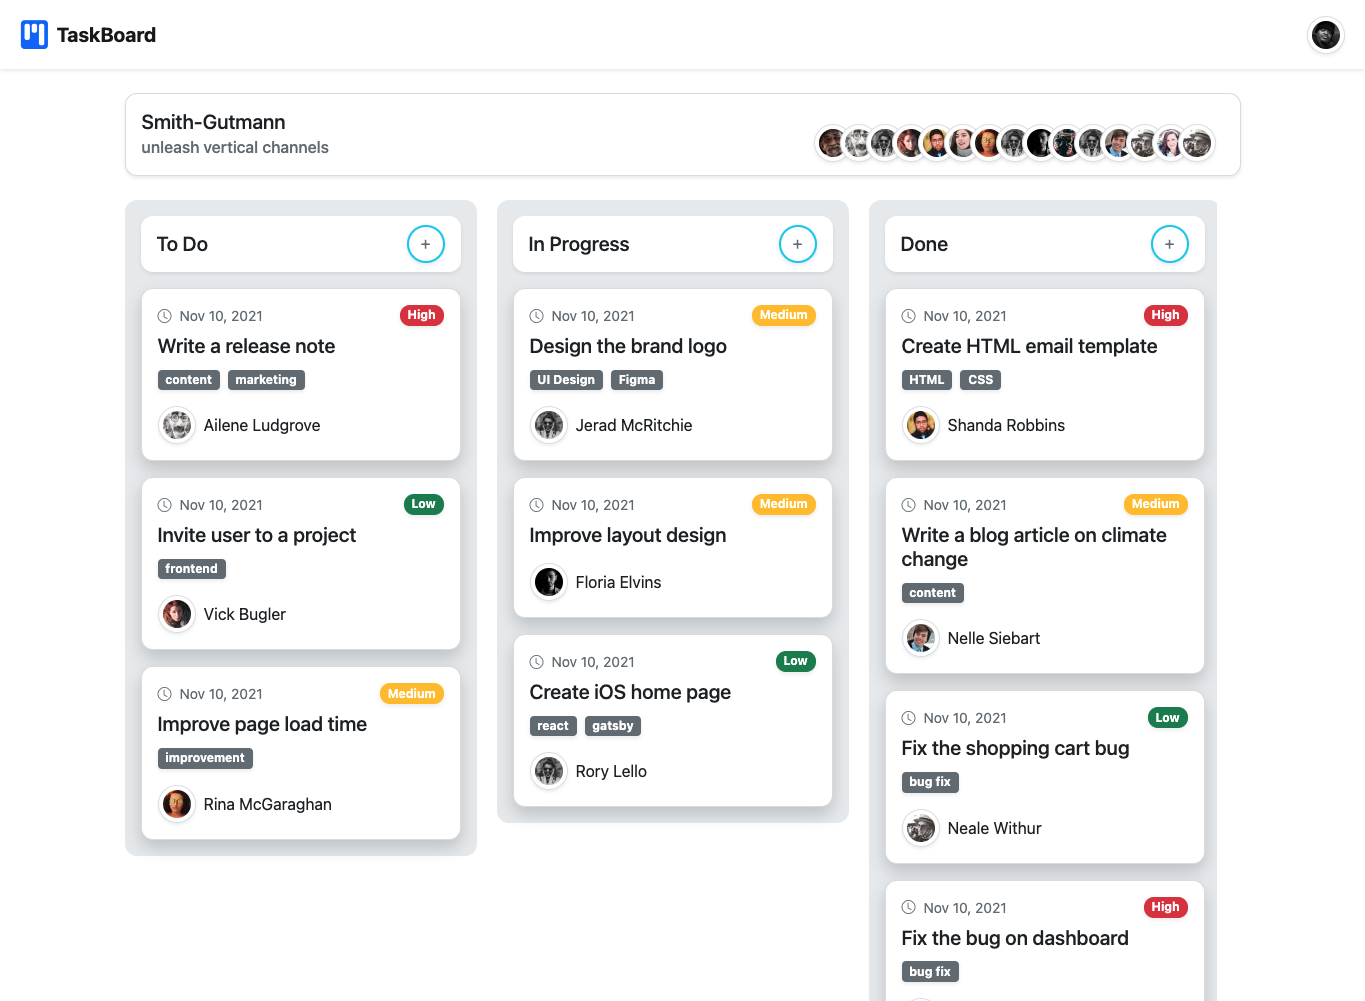 TaskBoard
Smith-Gutmann
unleash vertical channels
To Do
+
Nov 10, 2021
High
Write a release note
content marketing
Ailene Ludgrove
Nov 10, 2021
Low
Invite user to a project
frontend
Vick Bugler
Nov 10, 2021
Medium
Improve page load time
improvement
Rina McGaraghan
In Progress
+
Nov 10, 2021
Medium
Design the brand logo
UI Design Figma
Jerad McRitchie
Nov 10, 2021
Medium
Improve layout design
Floria Elvins
Nov 10, 2021
Low
Create iOS home page
react gatsby
Rory Lello
Done
+
Nov 10, 2021
High
Create HTML email template
HTML CSS
Shanda Robbins
Nov 10, 2021
Medium
Write a blog article on climate
change
content
Nelle Siebart
Nov 10, 2021
Low
Fix the shopping cart bug
bug fix
Neale Withur
Nov 10, 2021
High
Fix the bug on dashboard
bug fix